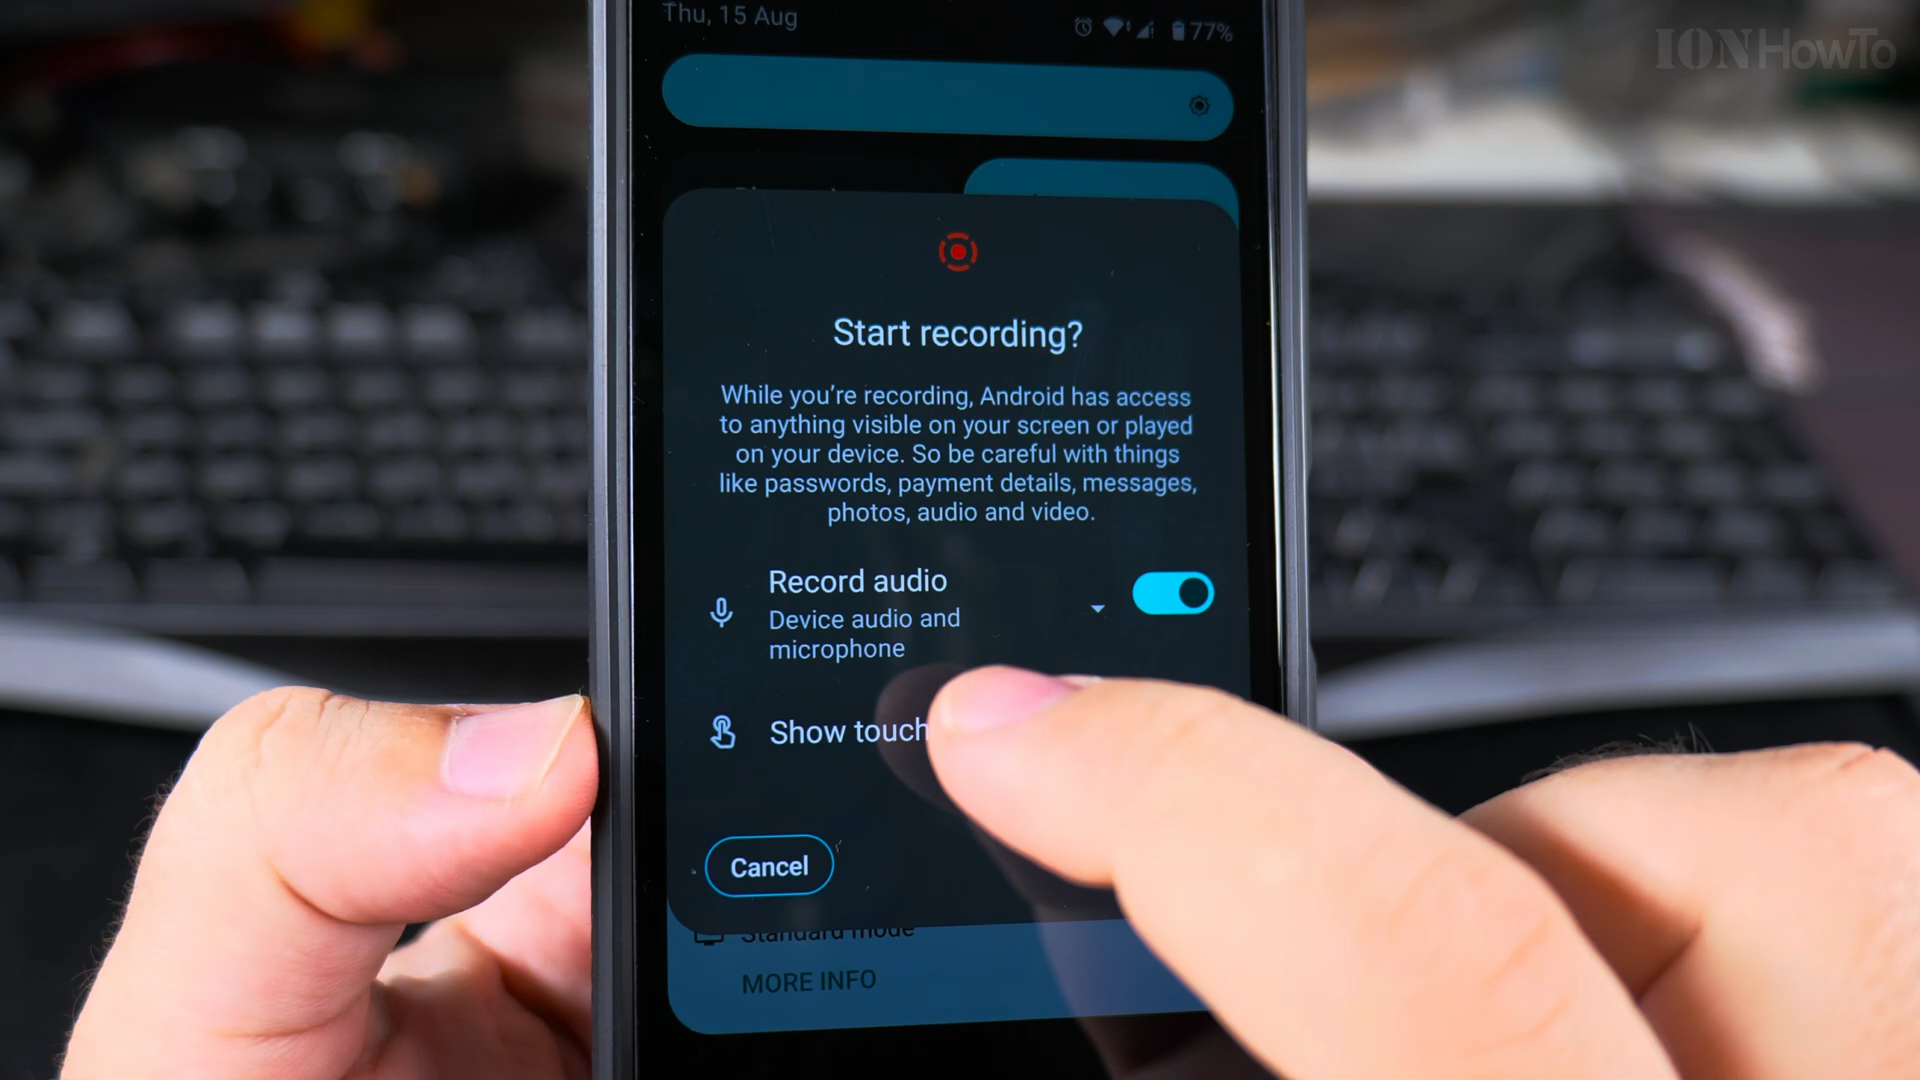 Thu, 15 Aug
77%
IONHowTo
Start recording?
While you’re recording, Android has access
to anything visible on your screen or played
on your device. So be careful with things
like passwords, payment details, messages,
photos, audio and video.
Record audio
Device audio and
microphone
Show touch
Cancel
Standard mode
MORE INFO